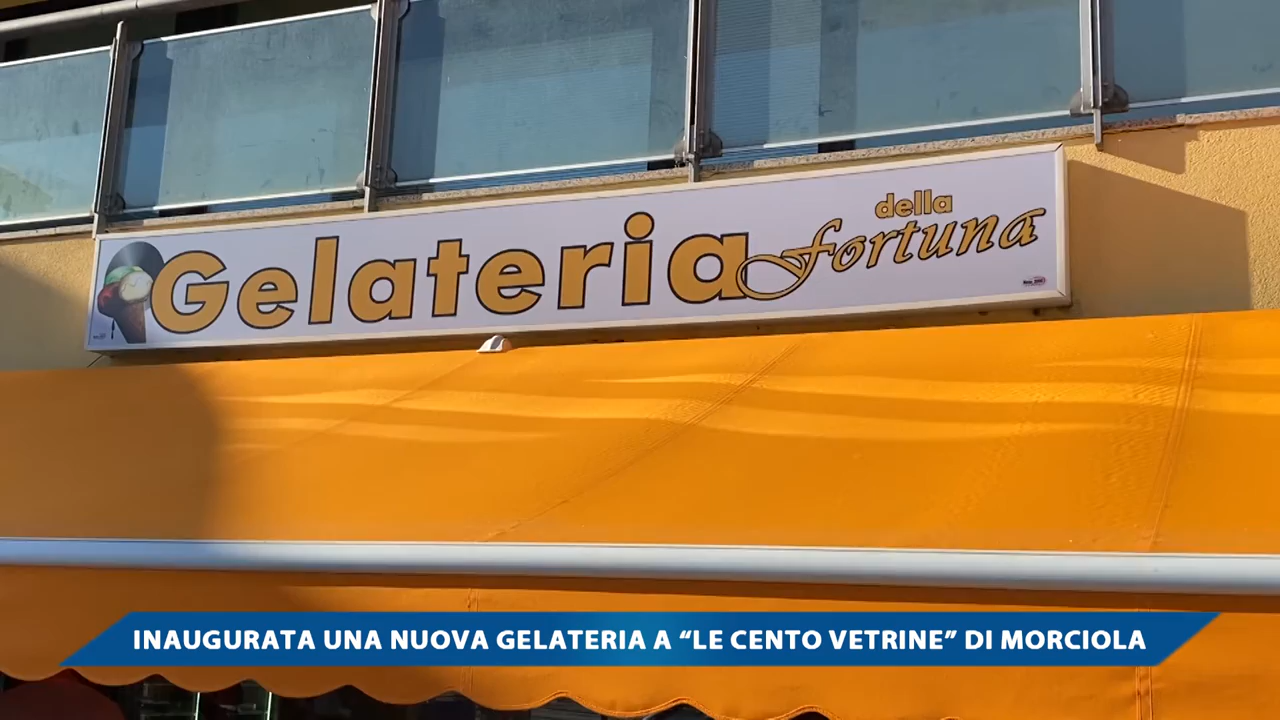 Gelateria
della
fortuna
INAUGURATA UNA NUOVA GELATERIA A “LE CENTO VETRINE” DI MORCIOLA